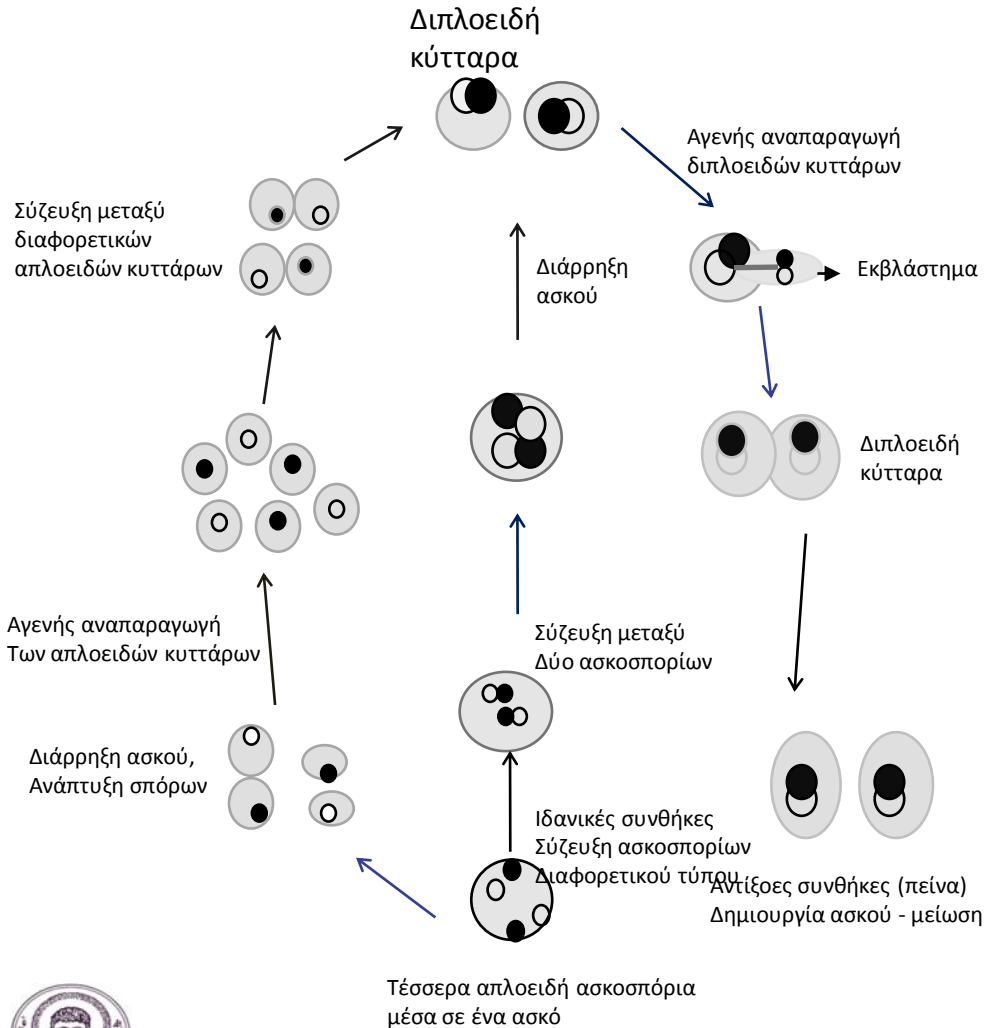 Διπλοειδή
κύτταρα
Αγενής αναπαραγωγή
διπλοειδών κυττάρων
Σύζευξη μεταξύ
διαφορετικών
απλοειδών κυττάρων
Διάρρηξη
ασκού
Εκβλάστημα
Διπλοειδή
κύτταρα
Αγενής αναπαραγωγή
Των απλοειδών κυττάρων
Σύζευξη μεταξύ
Δύο ασκοσπορίων
Διάρρηξη ασκού,
Ανάπτυξη σπόρων
Ιδανικές συνθήκες
Σύζευξη ασκοσπορίων
Διαφορετικού τύπου
Αντίξοες συνθήκες (πείνα)
Δημιουργία ασκού - μείωση
Τέσσερα απλοειδή ασκοσπόρια
μέσα σε ένα ασκό